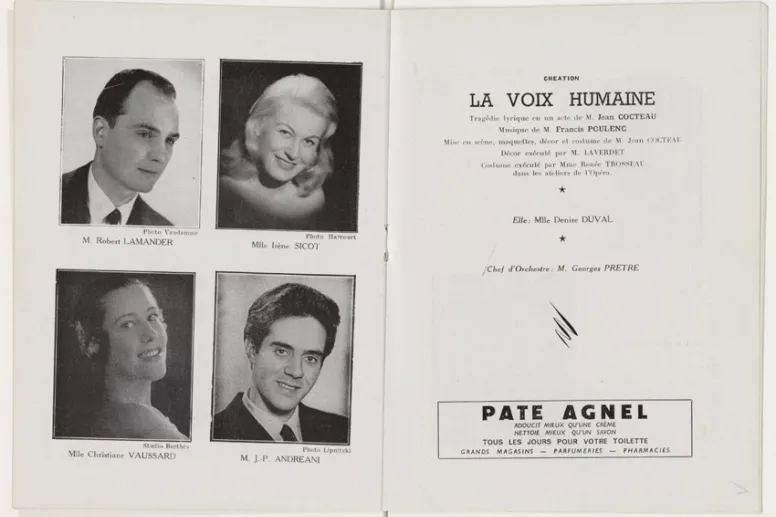 Photo Vandamme
M. Robert LAMANDER
Photo Harcourt
Mlle Irène SICOT
Studio Barthès
Mlle Christiane VAUSSARD
Photo Lipnitzki
M. J.-P. ANDREANI
CREATION
LA VOIX HUMAINE
Tragédie lyrique en un acte de M. Jean COCTEAU
Musique de M. Francis POULENC
Mise en scène, maquettes, décor et costume de M. Jean COCTEAU
Décor exécuté par M. LAVERDET
Costume exécuté par Mme Renée TROSSEAU
dans les ateliers de l'Opéra.
Elle : Mlle Denise DUVAL
Chef d'Orchestre : M. Georges PRETRE
PATE AGNEL
ADOUCIT MIEUX QU'UNE CRÈME
NETTOIE MIEUX QU'UN SAVON
TOUS LES JOURS POUR VOTRE TOILETTE
GRANDS MAGASINS — PARFUMERIES — PHARMACIES